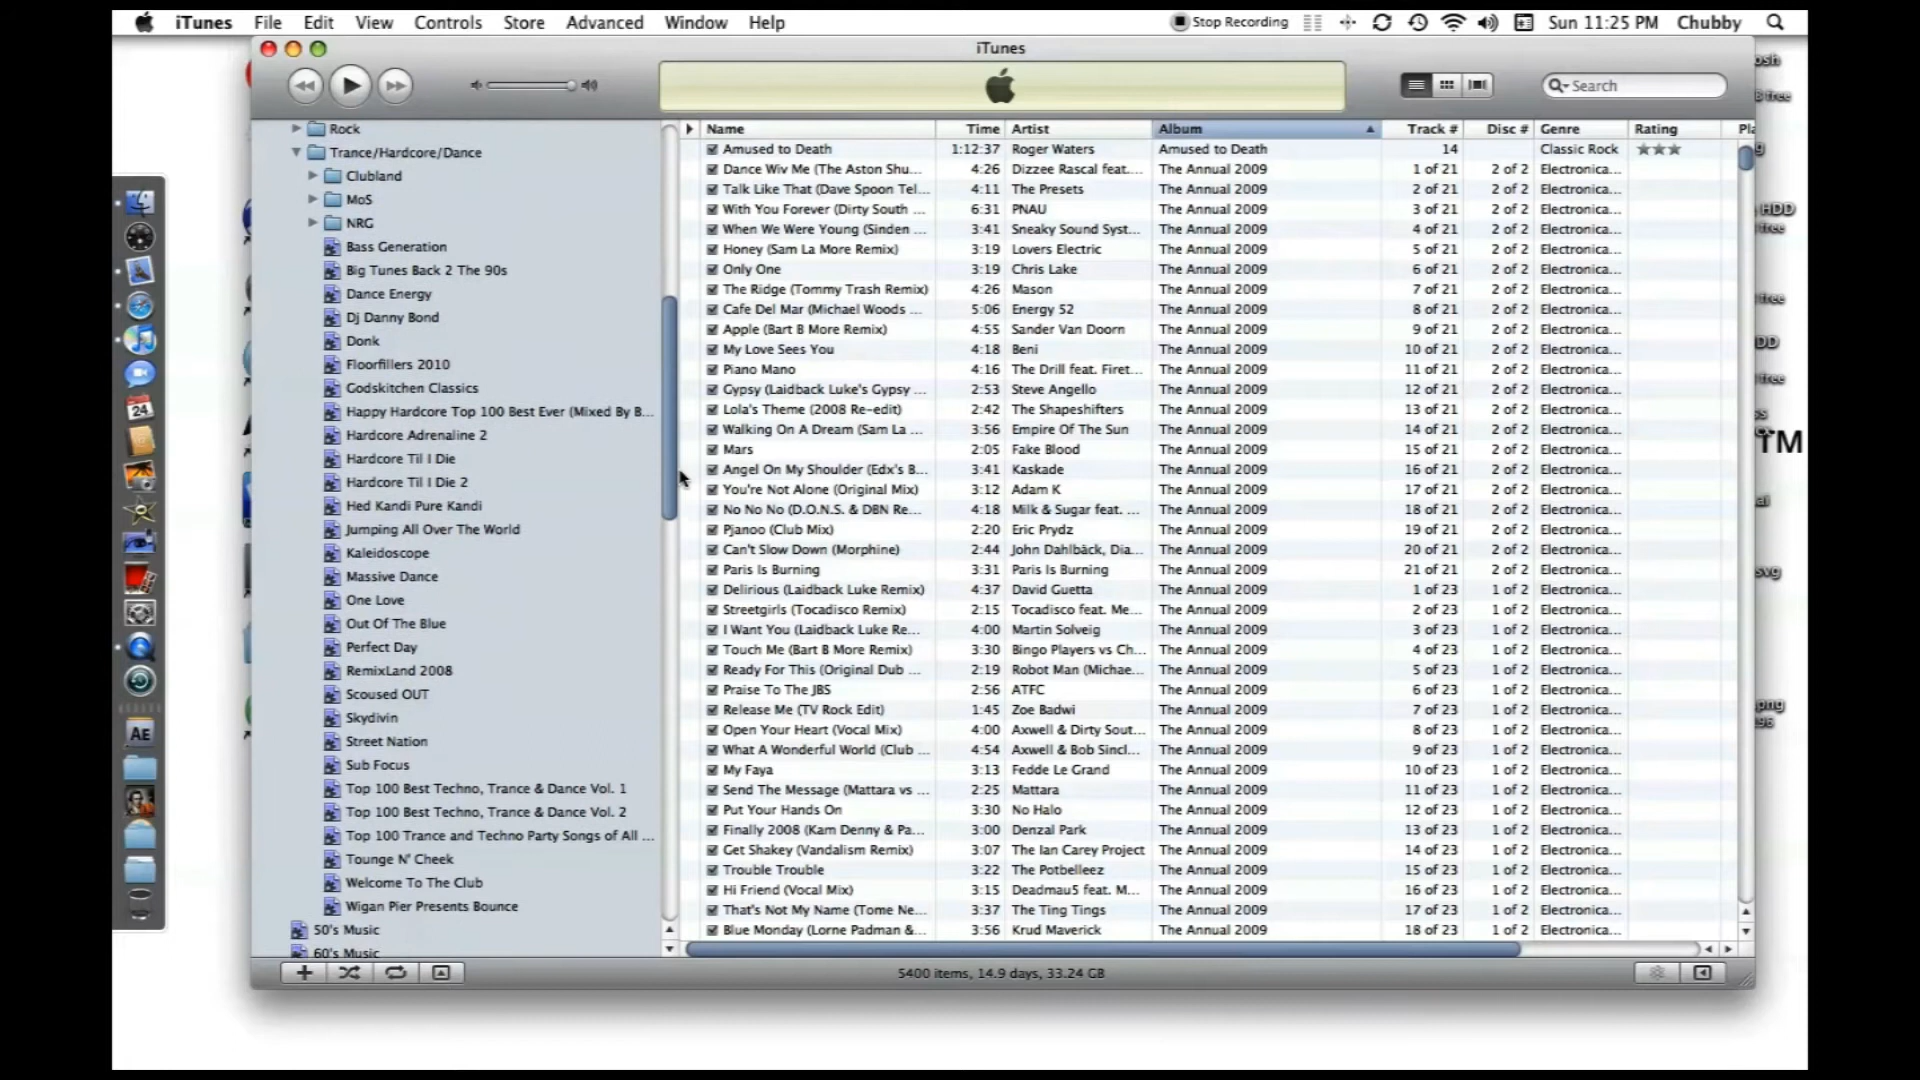 iTunes File Edit View Controls Store Advanced Window Help Stop Recording Sun 11:25 PM Chubby
iTunes
Search
Rock
Trance/Hardcore/Dance
Clubland
MoS
NRG
Bass Generation
Big Tunes Back 2 The 90s
Dance Energy
Dj Danny Bond
Donk
Floorfillers 2010
Godskitchen Classics
Happy Hardcore Top 100 Best Ever (Mixed By B...
Hardcore Adrenaline 2
Hardcore Til I Die
Hardcore Til I Die 2
Hed Kandi Pure Kandi
Jumping All Over The World
Kaleidoscope
Massive Dance
One Love
Out Of The Blue
Perfect Day
RemixLand 2008
Scoused OUT
Skydivin
Street Nation
Sub Focus
Top 100 Best Techno, Trance & Dance Vol. 1
Top 100 Best Techno, Trance & Dance Vol. 2
Top 100 Trance and Techno Party Songs of All ...
Tounge N' Cheek
Welcome To The Club
Wigan Pier Presents Bounce
50's Music
60's Music
Name Time Artist Album Track # Disc # Genre Rating Pl
Amused to Death 1:12:37 Roger Waters Amused to Death 14 Classic Rock ★★★
Dance Wiv Me (The Aston Shu... 4:26 Dizzee Rascal feat.... The Annual 2009 1 of 21 2 of 2 Electronica...
Talk Like That (Dave Spoon Tel... 4:11 The Presets The Annual 2009 2 of 21 2 of 2 Electronica...
With You Forever (Dirty South ... 6:31 PNAU The Annual 2009 3 of 21 2 of 2 Electronica...
When We Were Young (Sinden ... 3:41 Sneaky Sound Syst... The Annual 2009 4 of 21 2 of 2 Electronica...
Honey (Sam La More Remix) 3:19 Lovers Electric The Annual 2009 5 of 21 2 of 2 Electronica...
Only One 3:19 Chris Lake The Annual 2009 6 of 21 2 of 2 Electronica...
The Ridge (Tommy Trash Remix) 4:26 Mason The Annual 2009 7 of 21 2 of 2 Electronica...
Cafe Del Mar (Michael Woods ... 5:06 Energy 52 The Annual 2009 8 of 21 2 of 2 Electronica...
Apple (Bart B More Remix) 4:55 Sander Van Doorn The Annual 2009 9 of 21 2 of 2 Electronica...
My Love Sees You 4:18 Beni The Annual 2009 10 of 21 2 of 2 Electronica...
Piano Mano 4:16 The Drill feat. Firet... The Annual 2009 11 of 21 2 of 2 Electronica...
Gypsy (Laidback Luke's Gypsy ... 2:53 Steve Angello The Annual 2009 12 of 21 2 of 2 Electronica...
Lola's Theme (2008 Re-edit) 2:42 The Shapeshifters The Annual 2009 13 of 21 2 of 2 Electronica...
Walking On A Dream (Sam La ... 3:56 Empire Of The Sun The Annual 2009 14 of 21 2 of 2 Electronica...
Mars 2:05 Fake Blood The Annual 2009 15 of 21 2 of 2 Electronica...
Angel On My Shoulder (Edx's B... 3:41 Kaskade The Annual 2009 16 of 21 2 of 2 Electronica...
You're Not Alone (Original Mix) 3:12 Adam K The Annual 2009 17 of 21 2 of 2 Electronica...
No No No (D.O.N.S. & DBN Re... 4:18 Milk & Sugar feat. ... The Annual 2009 18 of 21 2 of 2 Electronica...
Pjanoo (Club Mix) 2:20 Eric Prydz The Annual 2009 19 of 21 2 of 2 Electronica...
Can't Slow Down (Morphine) 2:44 John Dahlbäck, Dia... The Annual 2009 20 of 21 2 of 2 Electronica...
Paris Is Burning 3:31 Paris Is Burning The Annual 2009 21 of 21 2 of 2 Electronica...
Delirious (Laidback Luke Remix) 4:37 David Guetta The Annual 2009 1 of 23 1 of 2 Electronica...
Streetgirls (Tocadisco Remix) 2:15 Tocadisco feat. Me... The Annual 2009 2 of 23 1 of 2 Electronica...
I Want You (Laidback Luke Re... 4:00 Martin Solveig The Annual 2009 3 of 23 1 of 2 Electronica...
Touch Me (Bart B More Remix) 3:30 Bingo Players vs Ch... The Annual 2009 4 of 23 1 of 2 Electronica...
Ready For This (Original Dub ... 2:19 Robot Man (Michae... The Annual 2009 5 of 23 1 of 2 Electronica...
Praise To The JBS 2:56 ATFC The Annual 2009 6 of 23 1 of 2 Electronica...
Release Me (TV Rock Edit) 1:45 Zoe Badwi The Annual 2009 7 of 23 1 of 2 Electronica...
Open Your Heart (Vocal Mix) 4:00 Axwell & Dirty Sout... The Annual 2009 8 of 23 1 of 2 Electronica...
What A Wonderful World (Club ... 4:54 Axwell & Bob Sincl... The Annual 2009 9 of 23 1 of 2 Electronica...
My Faya 3:13 Fedde Le Grand The Annual 2009 10 of 23 1 of 2 Electronica...
Send The Message (Mattara vs ... 2:25 Mattara The Annual 2009 11 of 23 1 of 2 Electronica...
Put Your Hands On 3:30 No Halo The Annual 2009 12 of 23 1 of 2 Electronica...
Finally 2008 (Kam Denny & Pa... 3:00 Denzal Park The Annual 2009 13 of 23 1 of 2 Electronica...
Get Shakey (Vandalism Remix) 3:07 The Ian Carey Project The Annual 2009 14 of 23 1 of 2 Electronica...
Trouble Trouble 3:22 The Potbelleez The Annual 2009 15 of 23 1 of 2 Electronica...
Hi Friend (Vocal Mix) 3:15 Deadmau5 feat. M... The Annual 2009 16 of 23 1 of 2 Electronica...
That's Not My Name (Tome Ne... 3:37 The Ting Tings The Annual 2009 17 of 23 1 of 2 Electronica...
Blue Monday (Lorne Padman &... 3:56 Krud Maverick The Annual 2009 18 of 23 1 of 2 Electronica...
5400 items, 14.9 days, 33.24 GB
24
AE
osh
free
HDD
free
free
DD
free
TM
svg
png